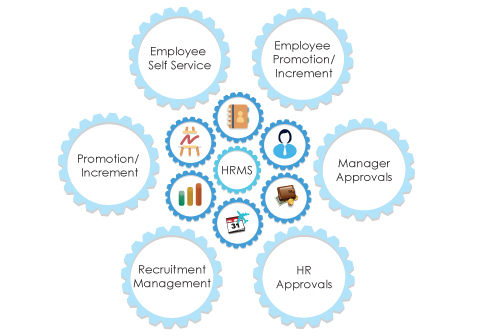 Employee
Self Service
Employee
Promotion/
Increment
Promotion/
Increment
HRMS
Manager
Approvals
31
Recruitment
Management
HR
Approvals